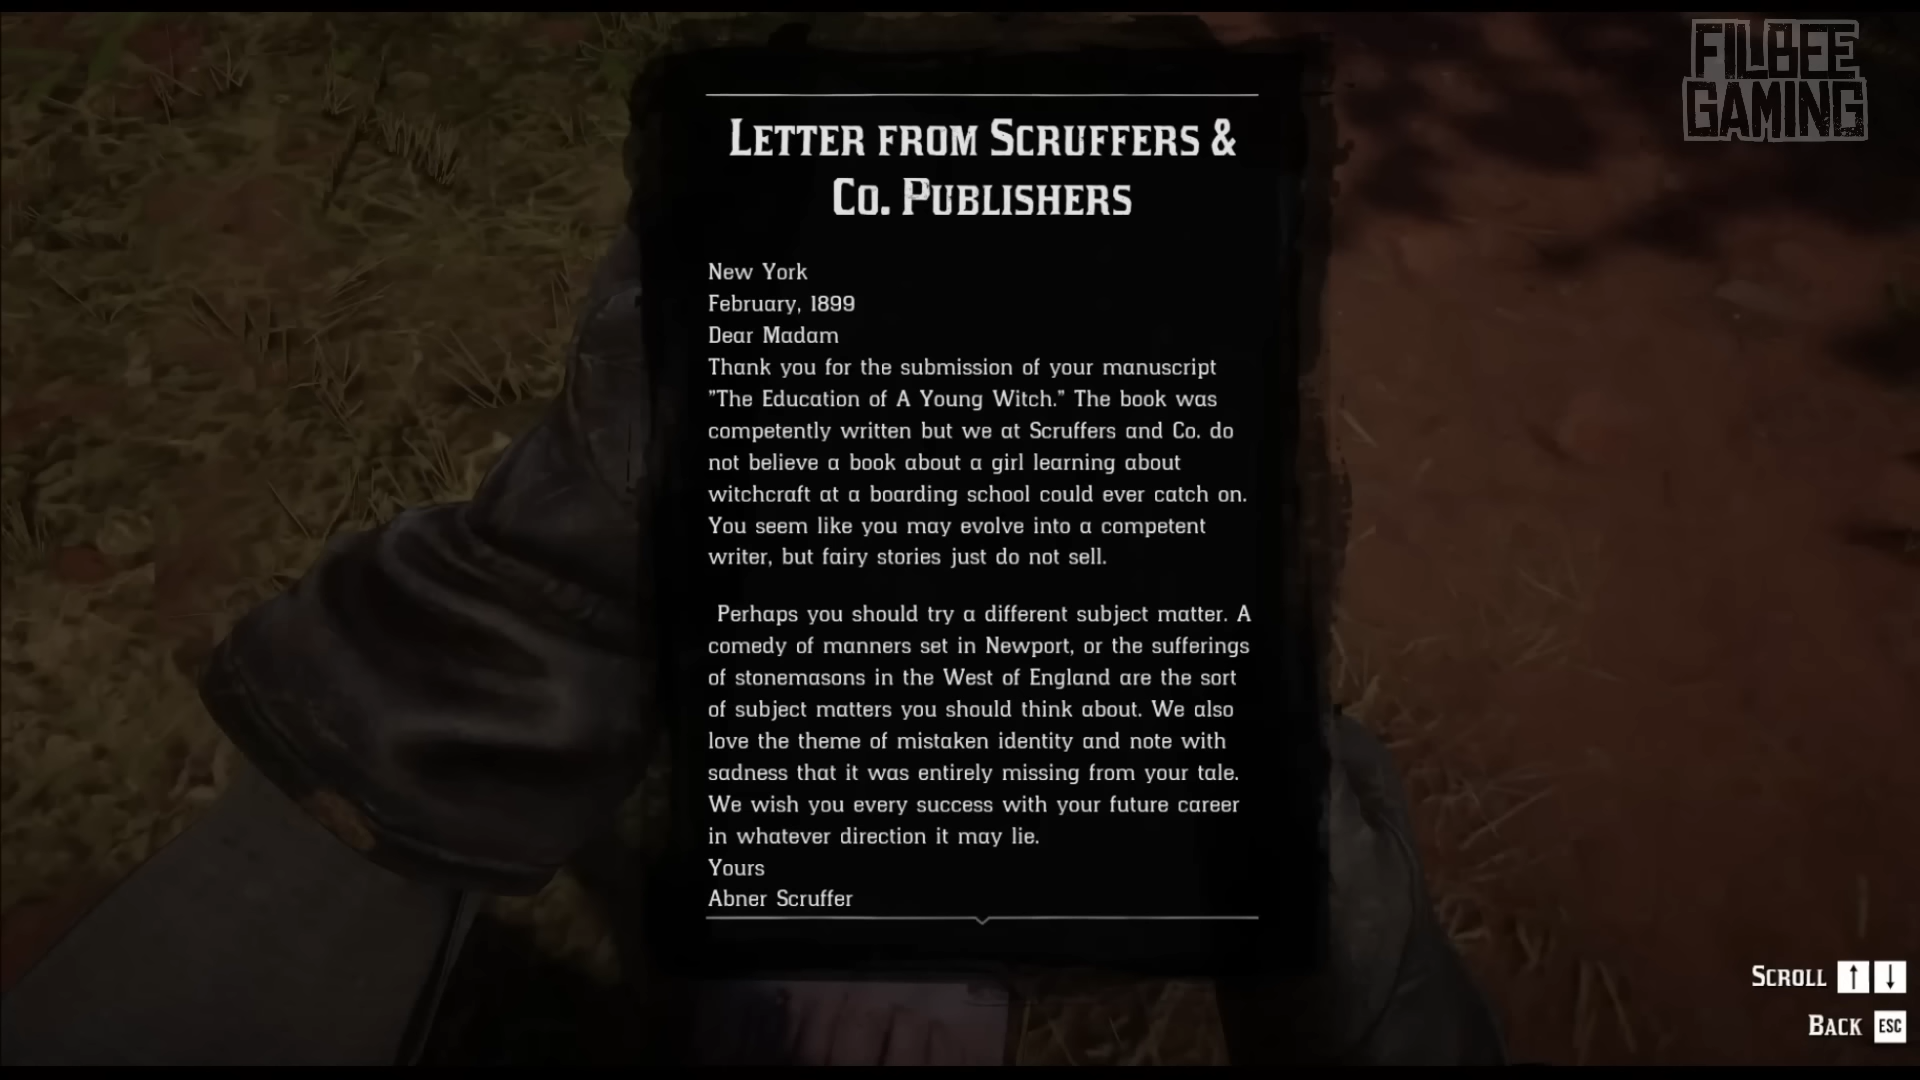 FILBEE
GAMING
Letter from Scruffers &
Co. Publishers
New York
February, 1899
Dear Madam
Thank you for the submission of your manuscript
"The Education of A Young Witch." The book was
competently written but we at Scruffers and Co. do
not believe a book about a girl learning about
witchcraft at a boarding school could ever catch on.
You seem like you may evolve into a competent
writer, but fairy stories just do not sell.
Perhaps you should try a different subject matter. A
comedy of manners set in Newport, or the sufferings
of stonemasons in the West of England are the sort
of subject matters you should think about. We also
love the theme of mistaken identity and note with
sadness that it was entirely missing from your tale.
We wish you every success with your future career
in whatever direction it may lie.
Yours
Abner Scruffer
Scroll ↑ ↓
Back ESC